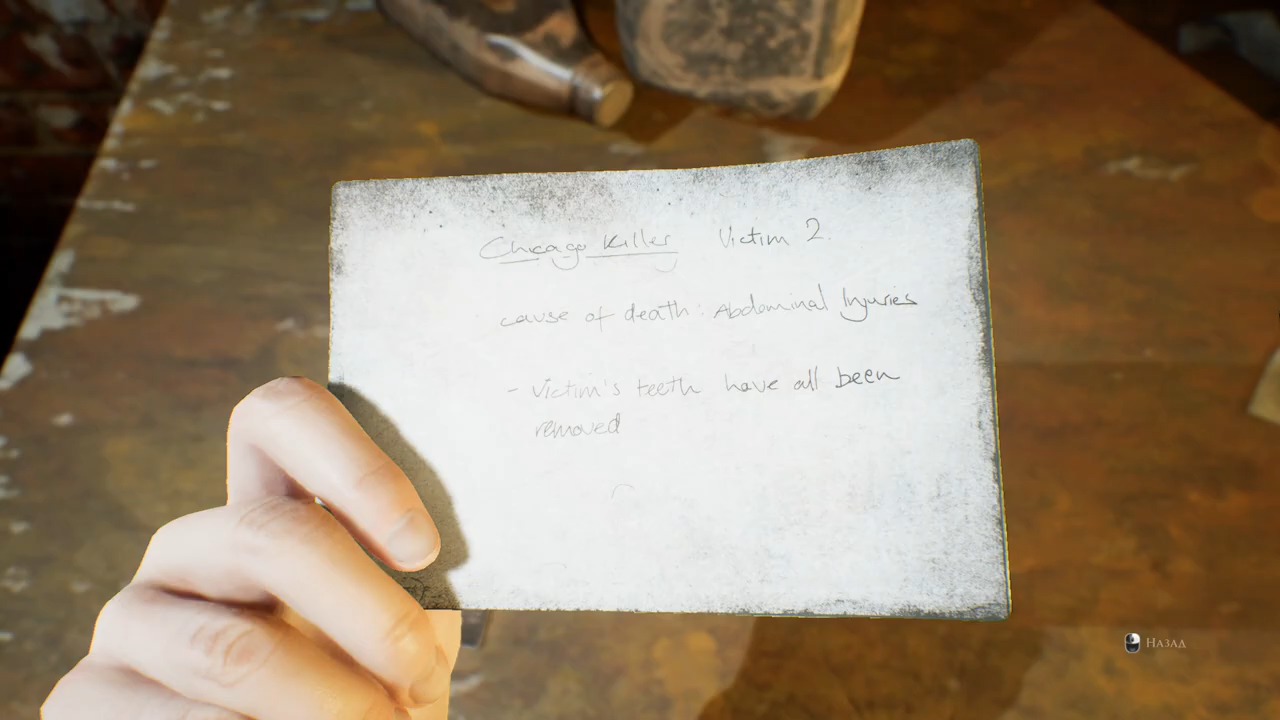 Chicago Killer Victim 2.
cause of death: Abdominal Injuries
- Victim's teeth have all been
removed
Назад